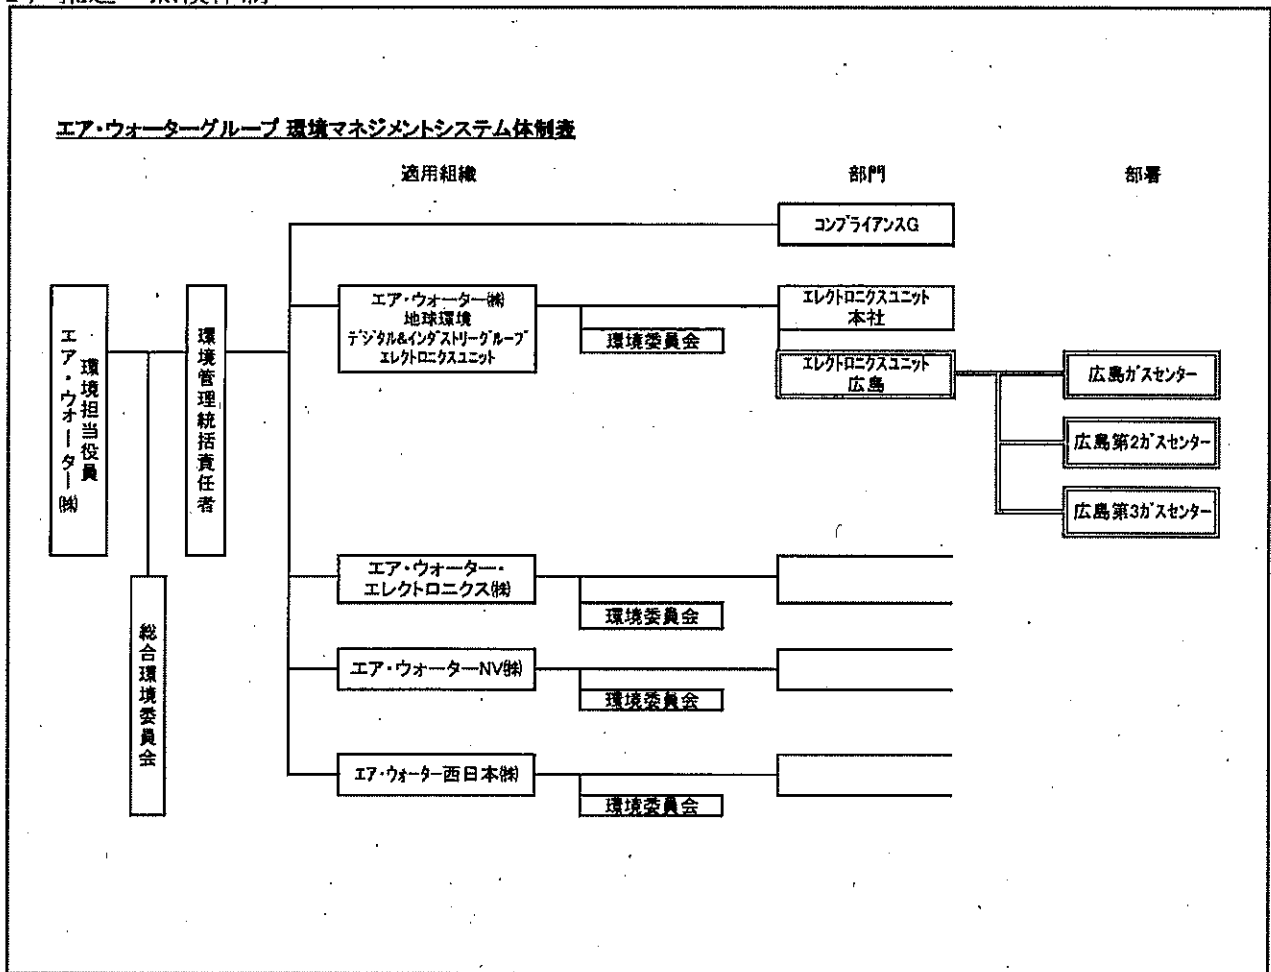 エア・ウォーターグループ 環境マネジメントシステム体制表
適用組織
部門
部署
コンプライアンスG
エア・ウォーター㈱
環境担当役員
環境管理統括責任者
総合環境委員会
エア・ウォーター㈱
地球環境
デジタル&インダストリーグループ
エレクトロニクスユニット
環境委員会
エレクトロニクスユニット
本社
エレクトロニクスユニット
広島
広島ガスセンター
広島第2ガスセンター
広島第3ガスセンター
エア・ウォーター・
エレクトロニクス㈱
環境委員会
エア・ウォーターNV㈱
環境委員会
エア・ウォーター西日本㈱
環境委員会